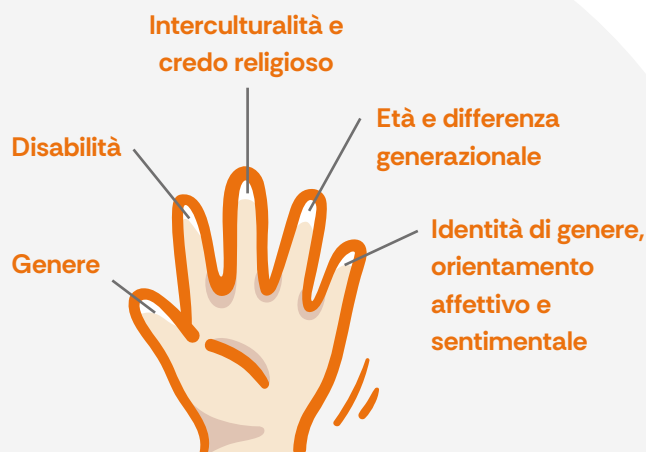 Interculturalità e
credo religioso
Disabilità
Età e differenza
generazionale
Genere
Identità di genere,
orientamento
affettivo e
sentimentale